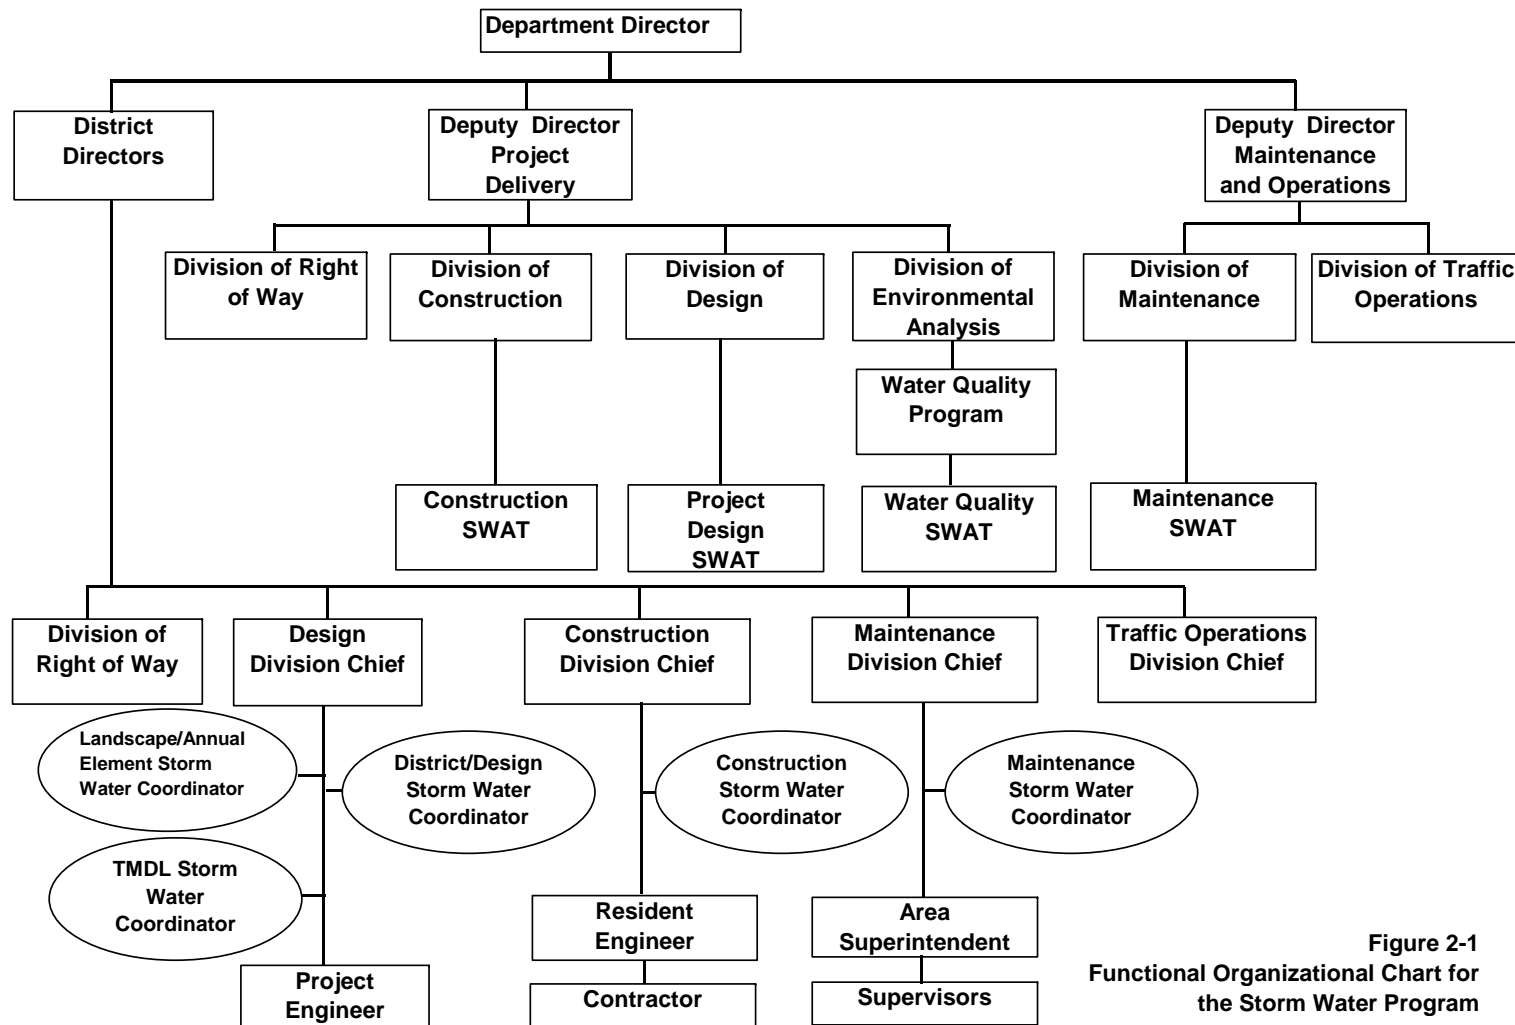 Department Director
District
Directors
Deputy Director
Project
Delivery
Deputy Director
Maintenance
and Operations
Division of Right
of Way
Division of
Construction
Division of
Design
Division of
Environmental
Analysis
Division of
Maintenance
Division of Traffic
Operations
Water Quality
Program
Construction
SWAT
Project
Design
SWAT
Water Quality
SWAT
Maintenance
SWAT
Division of
Right of Way
Design
Division Chief
Construction
Division Chief
Maintenance
Division Chief
Traffic Operations
Division Chief
Landscape/Annual
Element Storm
Water Coordinator
District/Design
Storm Water
Coordinator
Construction
Storm Water
Coordinator
Maintenance
Storm Water
Coordinator
TMDL Storm
Water
Coordinator
Resident
Engineer
Area
Superintendent
Project
Engineer
Contractor
Supervisors
Figure 2-1
Functional Organizational Chart for
the Storm Water Program